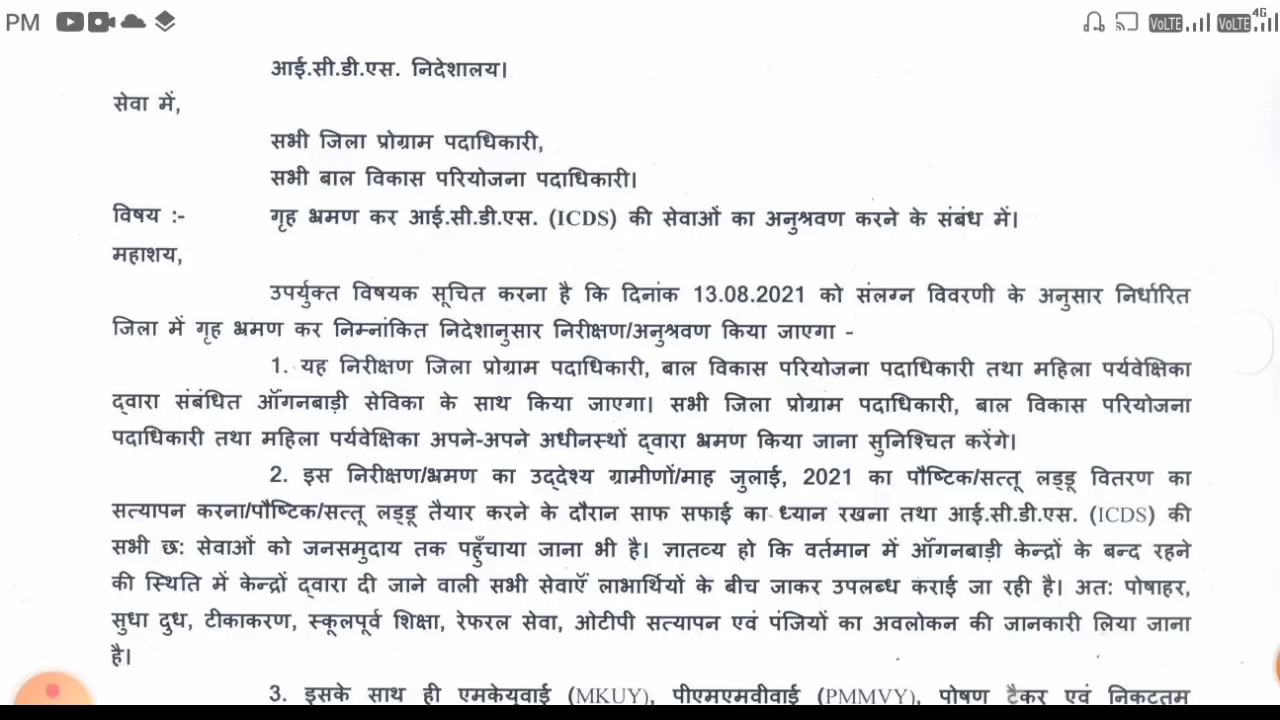 PM VoLTE VoLTE 4G
आई.सी.डी.एस. निदेशालय।
सेवा में,
सभी जिला प्रोग्राम पदाधिकारी,
सभी बाल विकास परियोजना पदाधिकारी।
विषय :- गृह भ्रमण कर आई.सी.डी.एस. (ICDS) की सेवाओं का अनुश्रवण करने के संबंध में।
महाशय,
उपर्युक्त विषयक सूचित करना है कि दिनांक 13.08.2021 को संलग्न विवरणी के अनुसार निर्धारित
जिला में गृह भ्रमण कर निम्नांकित निदेशानुसार निरीक्षण/अनुश्रवण किया जाएगा -
1. यह निरीक्षण जिला प्रोग्राम पदाधिकारी, बाल विकास परियोजना पदाधिकारी तथा महिला पर्यवेक्षिका
द्वारा संबंधित ऑंगनबाड़ी सेविका के साथ किया जाएगा। सभी जिला प्रोग्राम पदाधिकारी, बाल विकास परियोजना
पदाधिकारी तथा महिला पर्यवेक्षिका अपने-अपने अधीनस्थों द्वारा भ्रमण किया जाना सुनिश्चित करेंगे।
2. इस निरीक्षण/भ्रमण का उद्देश्य ग्रामीणों/माह जुलाई, 2021 का पौष्टिक/सत्तू लड्डू वितरण का
सत्यापन करना/पौष्टिक/सत्तू लड्डू तैयार करने के दौरान साफ सफाई का ध्यान रखना तथा आई.सी.डी.एस. (ICDS) की
सभी छ: सेवाओं को जनसमुदाय तक पहुँचाया जाना भी है। ज्ञातव्य हो कि वर्तमान में ऑंगनबाड़ी केन्द्रों के बन्द रहने
की स्थिति में केन्द्रों द्वारा दी जाने वाली सभी सेवाऍं लाभार्थियों के बीच जाकर उपलब्ध कराई जा रही है। अत: पोषाहर,
सुधा दुध, टीकाकरण, स्कूलपूर्व शिक्षा, रेफरल सेवा, ओटीपी सत्यापन एवं पंजियों का अवलोकन की जानकारी लिया जाना
है।
3. इसके साथ ही एमकेयूवाई (MKUY), पीएमएमवीवाई (PMMVY), पोषण ट्रैकर एवं निकटतम